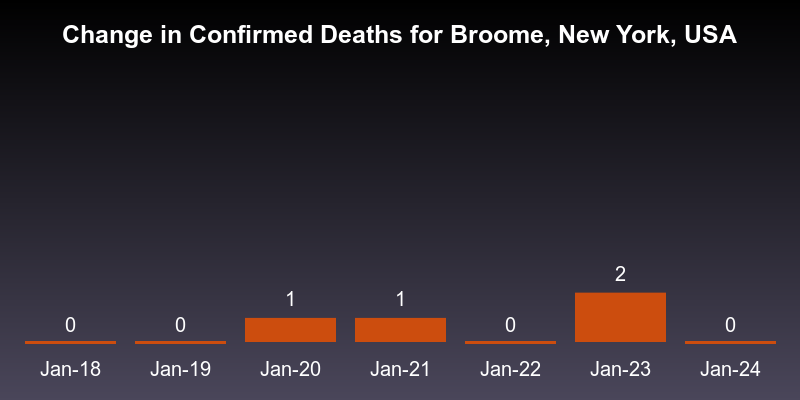 Change in Confirmed Deaths for Broome, New York, USA
0 0 1 1 0 2 0
Jan-18 Jan-19 Jan-20 Jan-21 Jan-22 Jan-23 Jan-24